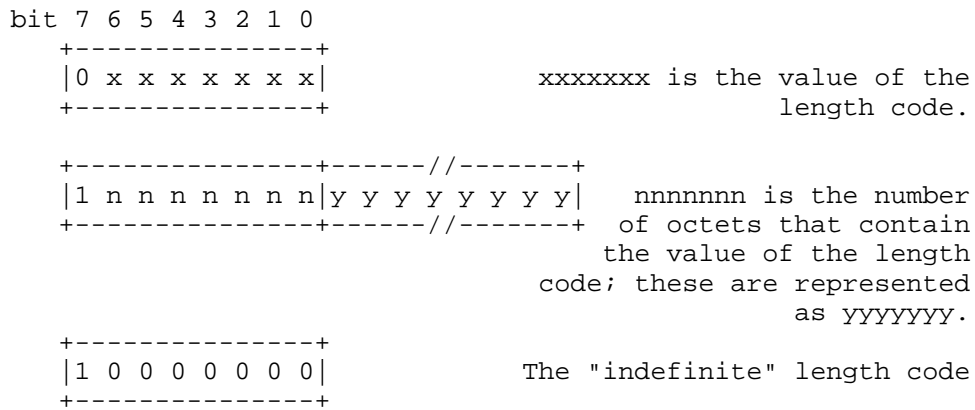 bit 7 6 5 4 3 2 1 0
+---------------+
|0 x x x x x x x| xxxxxxx is the value of the
+---------------+ length code.
+---------------+------//-------+
|1 n n n n n n n|y y y y y y y y| nnnnnnn is the number
+---------------+------//-------+ of octets that contain
the value of the length
code; these are represented
as yyyyyyy.
+---------------+
|1 0 0 0 0 0 0 0| The "indefinite" length code
+---------------+